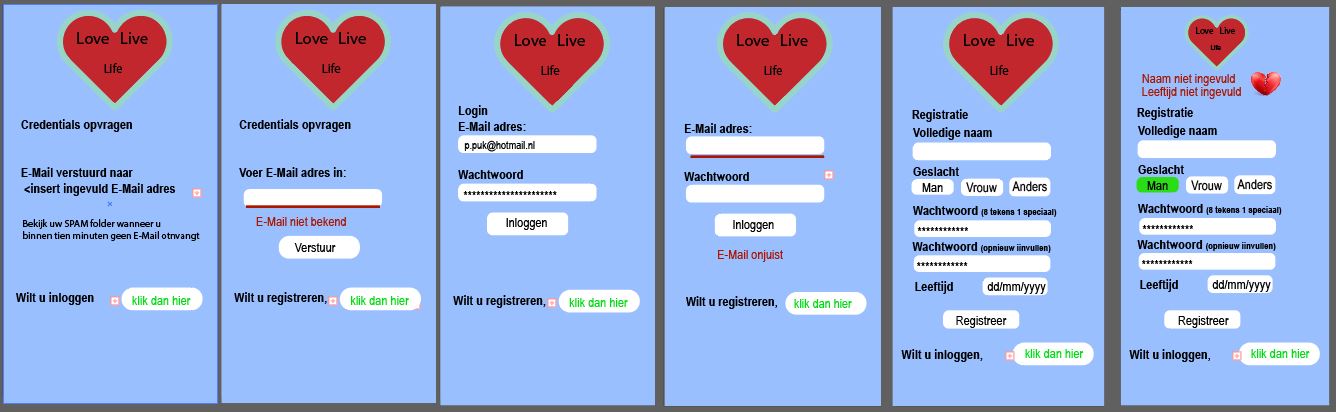 Love Live
Life
Credentials opvragen
E-Mail verstuurd naar
<insert ingevuld E-Mail adres
Bekijk uw SPAM folder wanneer u
binnen tien minuten geen E-Mail otnvangt
Wilt u inloggen
klik dan hier
Love Live
Life
Credentials opvragen
Voer E-Mail adres in:
E-Mail niet bekend
Verstuur
Wilt u registreren,
klik dan hier
Love Live
Life
Login
E-Mail adres:
p.puk@hotmail.nl
Wachtwoord
**********************
Inloggen
Wilt u registreren,
klik dan hier
Love Live
Life
E-Mail adres:
Wachtwoord
Inloggen
E-Mail onjuist
Wilt u registreren,
klik dan hier
Love Live
Life
Registratie
Volledige naam
Geslacht
Man Vrouw Anders
Wachtwoord (8 tekens 1 speciaal)
************
Wachtwoord (opnieuw iinvullen)
************
Leeftijd dd/mm/yyyy
Registreer
Wilt u inloggen,
klik dan hier
Love Live
Life
Naam niet ingevuld
Leeftijd niet ingevuld
Registratie
Volledige naam
Geslacht
Man Vrouw Anders
Wachtwoord (8 tekens 1 speciaal)
************
Wachtwoord (opnieuw iinvullen)
************
Leeftijd dd/mm/yyyy
Registreer
Wilt u inloggen,
klik dan hier